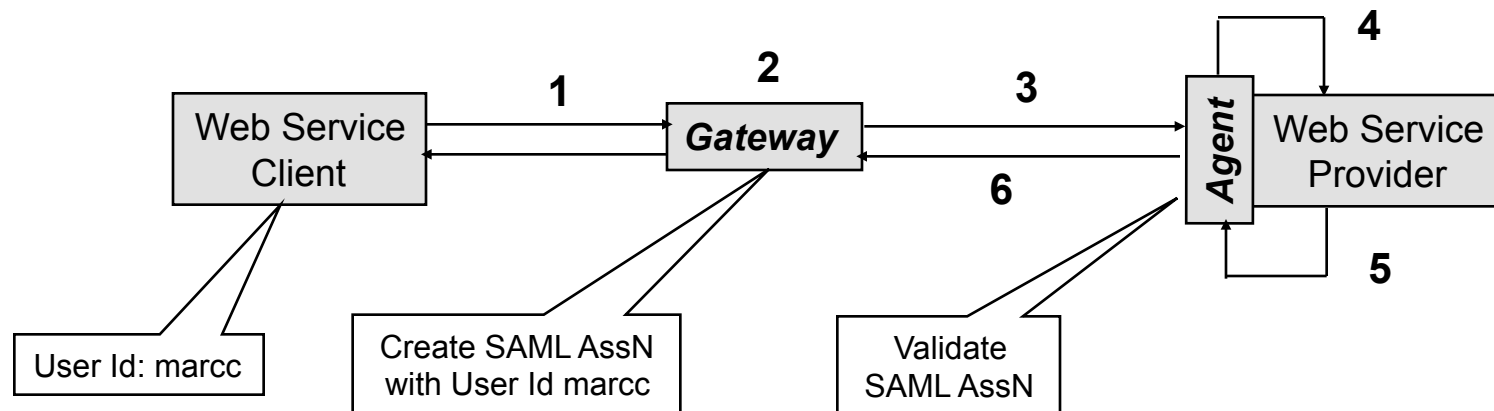 4
2
1
3
Web Service
Client
Gateway
Agent
Web Service
Provider
6
5
User Id: marcc
Create SAML AssN
with User Id marcc
Validate
SAML AssN